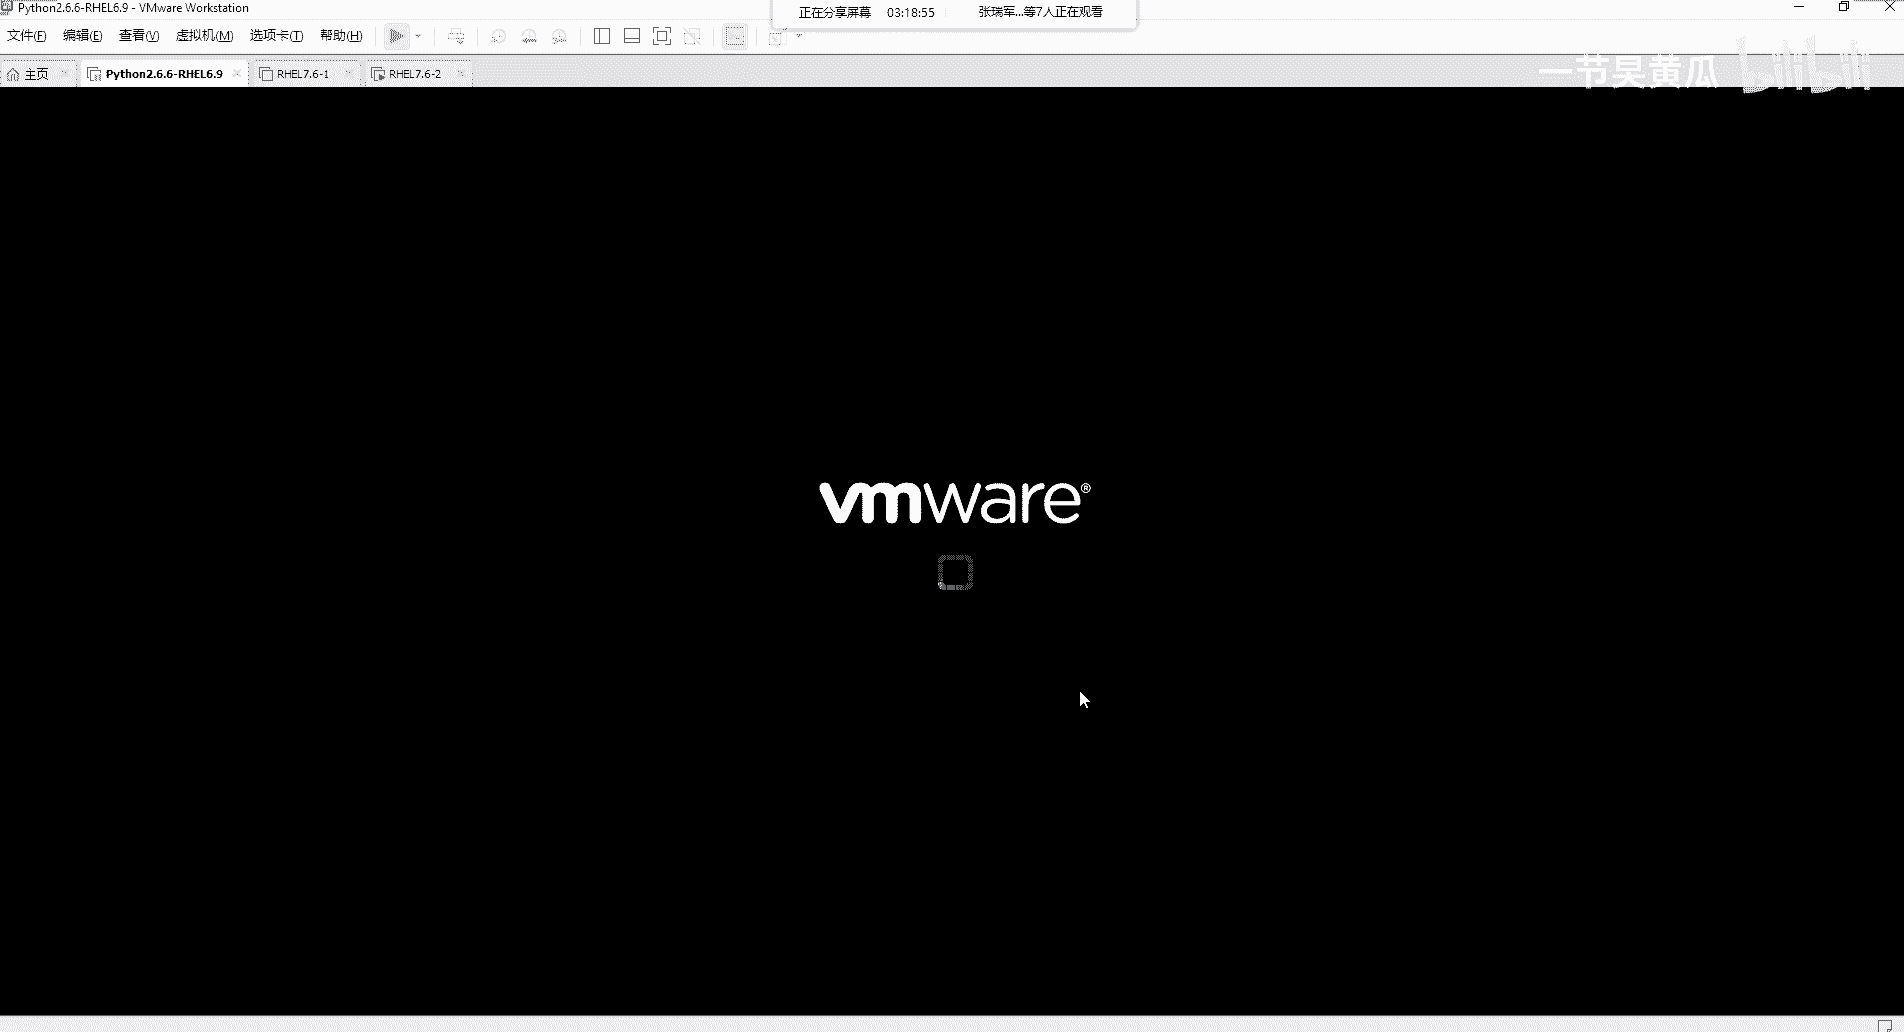 Python2.6.6-RHEL6.9 - VMware Workstation
正在分享屏幕 03:18:55 张瑞军...等7人正在观看
文件(F) 编辑(E) 查看(V) 虚拟机(M) 选项卡(T) 帮助(H)
主页 Python2.6.6-RHEL6.9 RHEL7.6-1 RHEL7.6-2
一节昊黄瓜 bilibili
vmware®